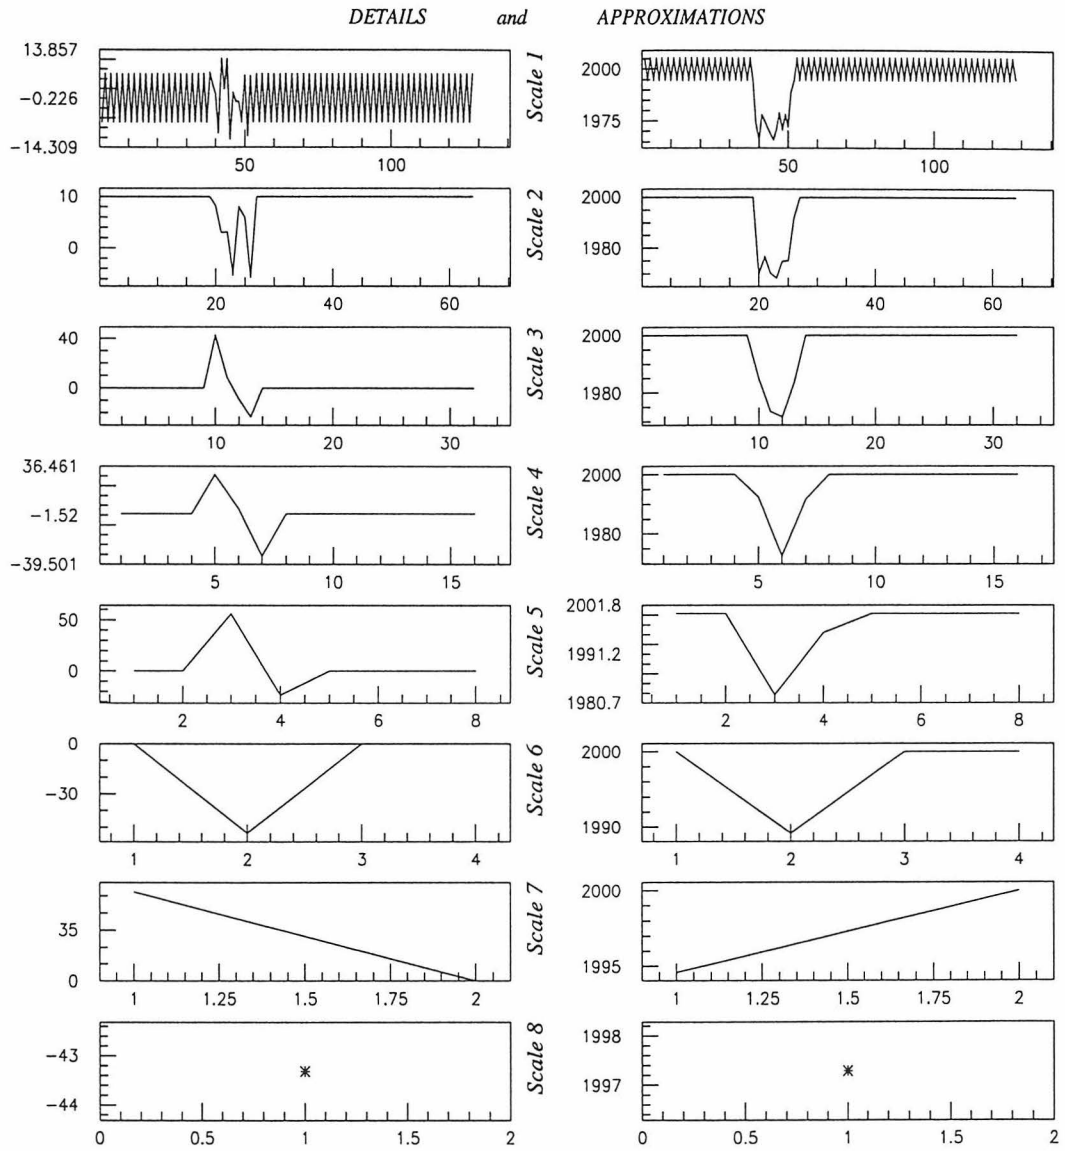 DETAILS and APPROXIMATIONS
13.857
-0.226
-14.309
50 100
Scale 1
2000
1975
50 100
10
0
20 40 60
Scale 2
2000
1980
20 40 60
40
0
10 20 30
Scale 3
2000
1980
10 20 30
36.461
-1.52
-39.501
5 10 15
Scale 4
2000
1980
5 10 15
50
0
2 4 6 8
Scale 5
2001.8
1991.2
1980.7
2 4 6 8
0
-30
1 2 3 4
Scale 6
2000
1990
1 2 3 4
35
0
1 1.25 1.5 1.75 2
Scale 7
2000
1995
1 1.25 1.5 1.75 2
-43
-44
0 0.5 1 1.5 2
Scale 8
1998
1997
0 0.5 1 1.5 2